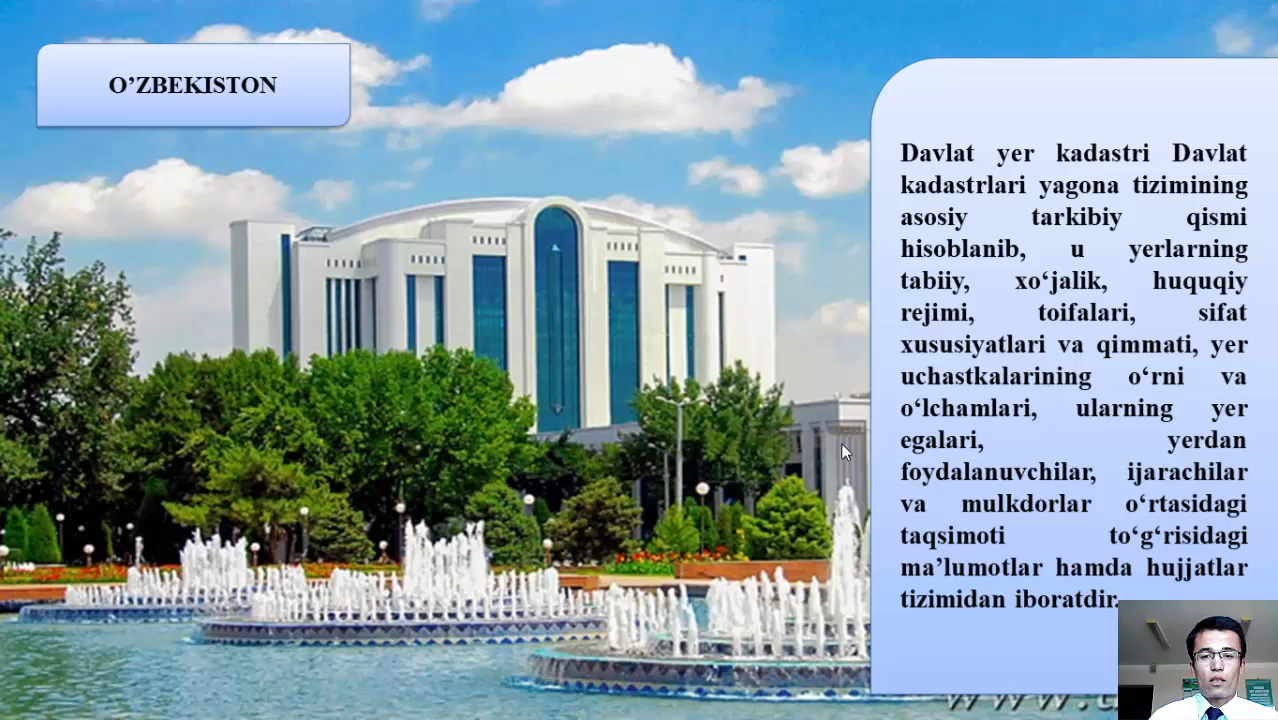 O’ZBEKISTON
Davlat yer kadastri Davlat
kadastrlari yagona tizimining
asosiy tarkibiy qismi
hisoblanib, u yerlarning
tabiiy, xo‘jalik, huquqiy
rejimi, toifalari, sifat
xususiyatlari va qimmati, yer
uchastkalarining o‘rni va
o‘lchamlari, ularning yer
egalari, yerdan
foydalanuvchilar, ijarachilar
va mulkdorlar o‘rtasidagi
taqsimoti to‘g‘risidagi
ma’lumotlar hamda hujjatlar
tizimidan iboratdir.